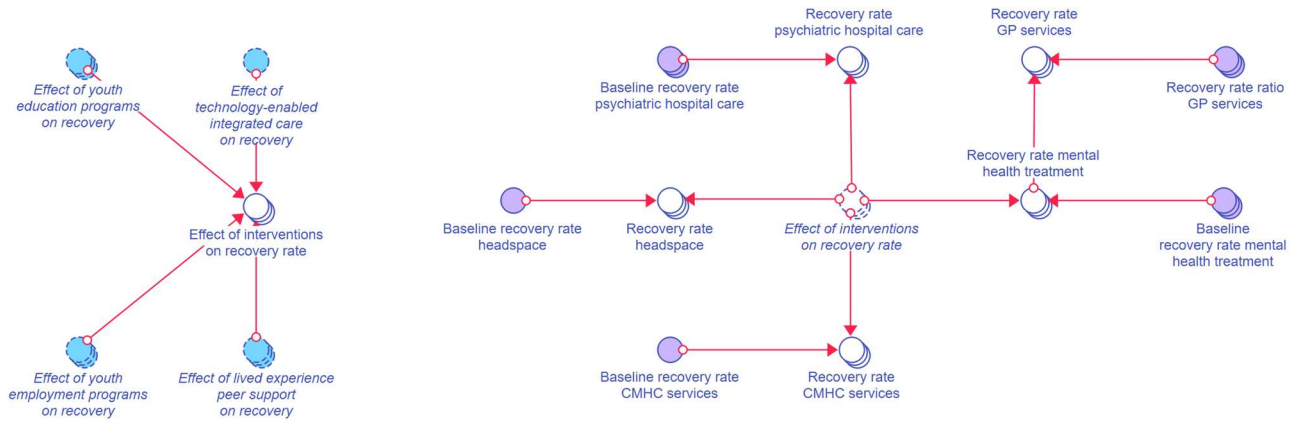 Effect of youth
education programs
on recovery
Effect of
technology-enabled
integrated care
on recovery
Effect of interventions
on recovery rate
Effect of youth
employment programs
on recovery
Effect of lived experience
peer support
on recovery
Recovery rate
psychiatric hospital care
Recovery rate
GP services
Baseline recovery rate
psychiatric hospital care
Recovery rate ratio
GP services
Recovery rate mental
health treatment
Baseline recovery rate
headspace
Recovery rate
headspace
Effect of interventions
on recovery rate
Baseline
recovery rate mental
health treatment
Baseline recovery rate
CMHC services
Recovery rate
CMHC services